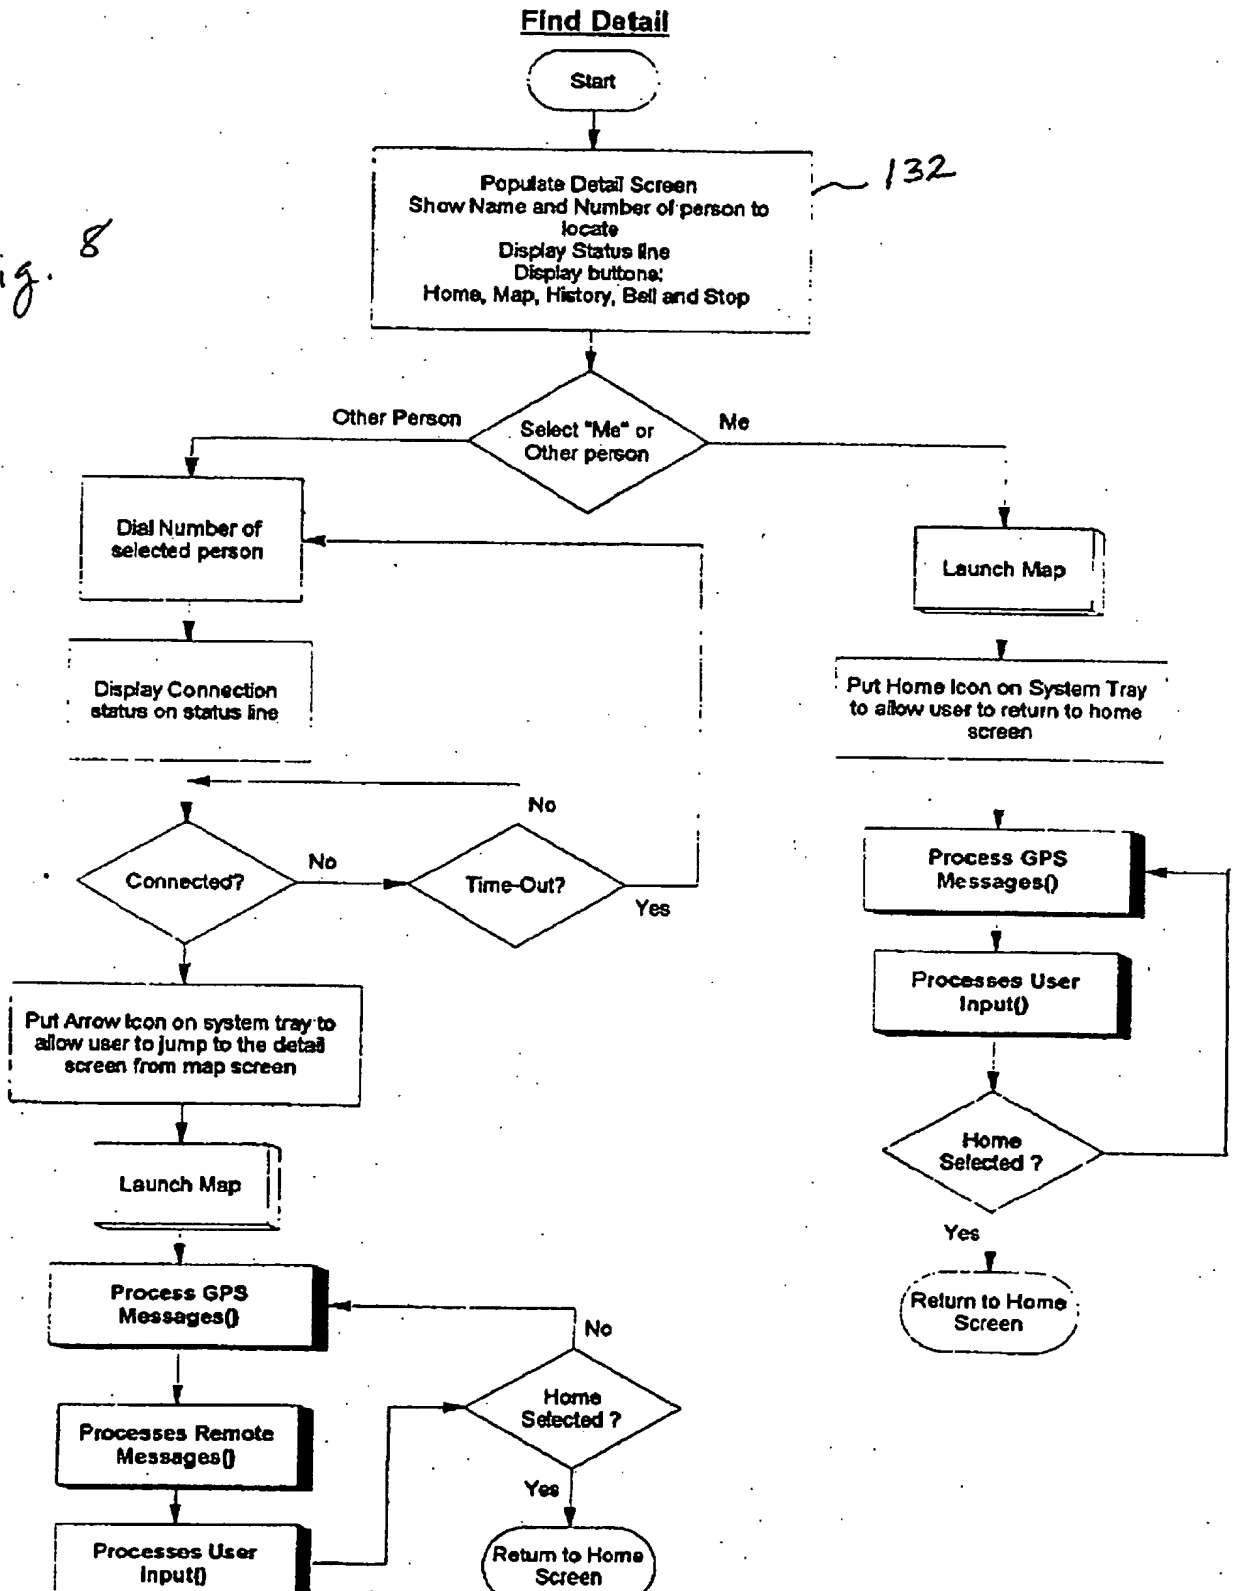 Find Detail
Start
132
Populate Detail Screen
Show Name and Number of person to
locate
Display Status line
Display buttons:
Home, Map, History, Bell and Stop
ig. 8
Other Person
Select "Me" or
Other person
Me
Dial Number of
selected person
Launch Map
Display Connection
status on status line
Put Home Icon on System Tray
to allow user to return to home
screen
No
Connected?
No
Time-Out?
Yes
Process GPS
Messages()
Processes User
Input()
Put Arrow Icon on system tray to
allow user to jump to the detail
screen from map screen
Home
Selected ?
Launch Map
Yes
Return to Home
Screen
Process GPS
Messages()
No
Home
Selected ?
Processes Remote
Messages()
Yes
Processes User
Input()
Return to Home
Screen